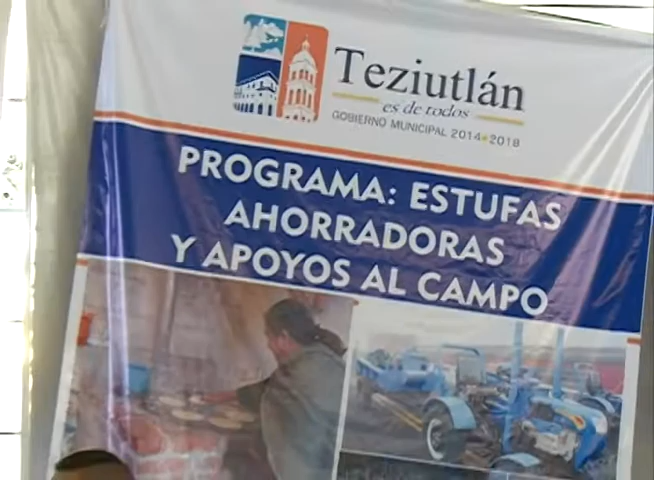 Teziutlán
es de todos
GOBIERNO MUNICIPAL 2014 2018
PROGRAMA: ESTUFAS
AHORRADORAS
Y APOYOS AL CAMPO